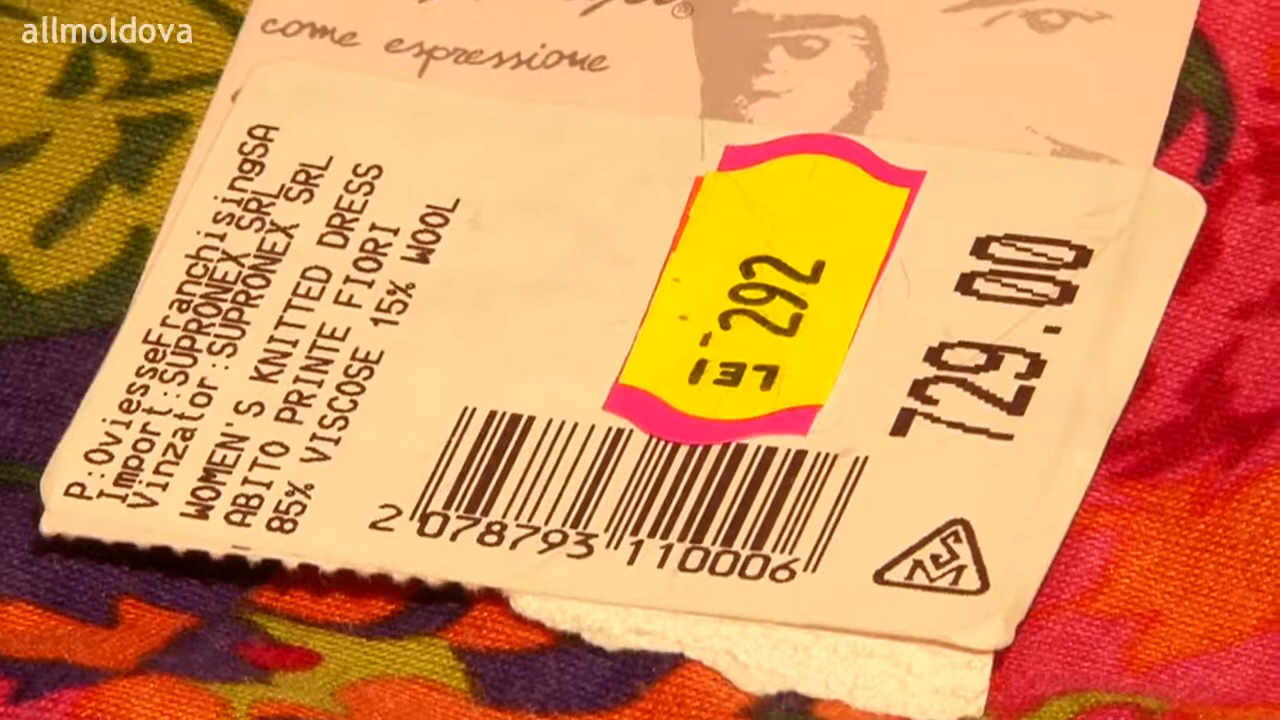 allmoldova
come espressione
P:OviesseFranchisingSA
Import:SUPRONEX SRL
Vinzator:SUPRONEX SRL
WOMEN'S KNITTED DRESS
ABITO PRINTE FIORI
85% VISCOSE 15% WOOL
292
LEI
729.00
2 078793 110006